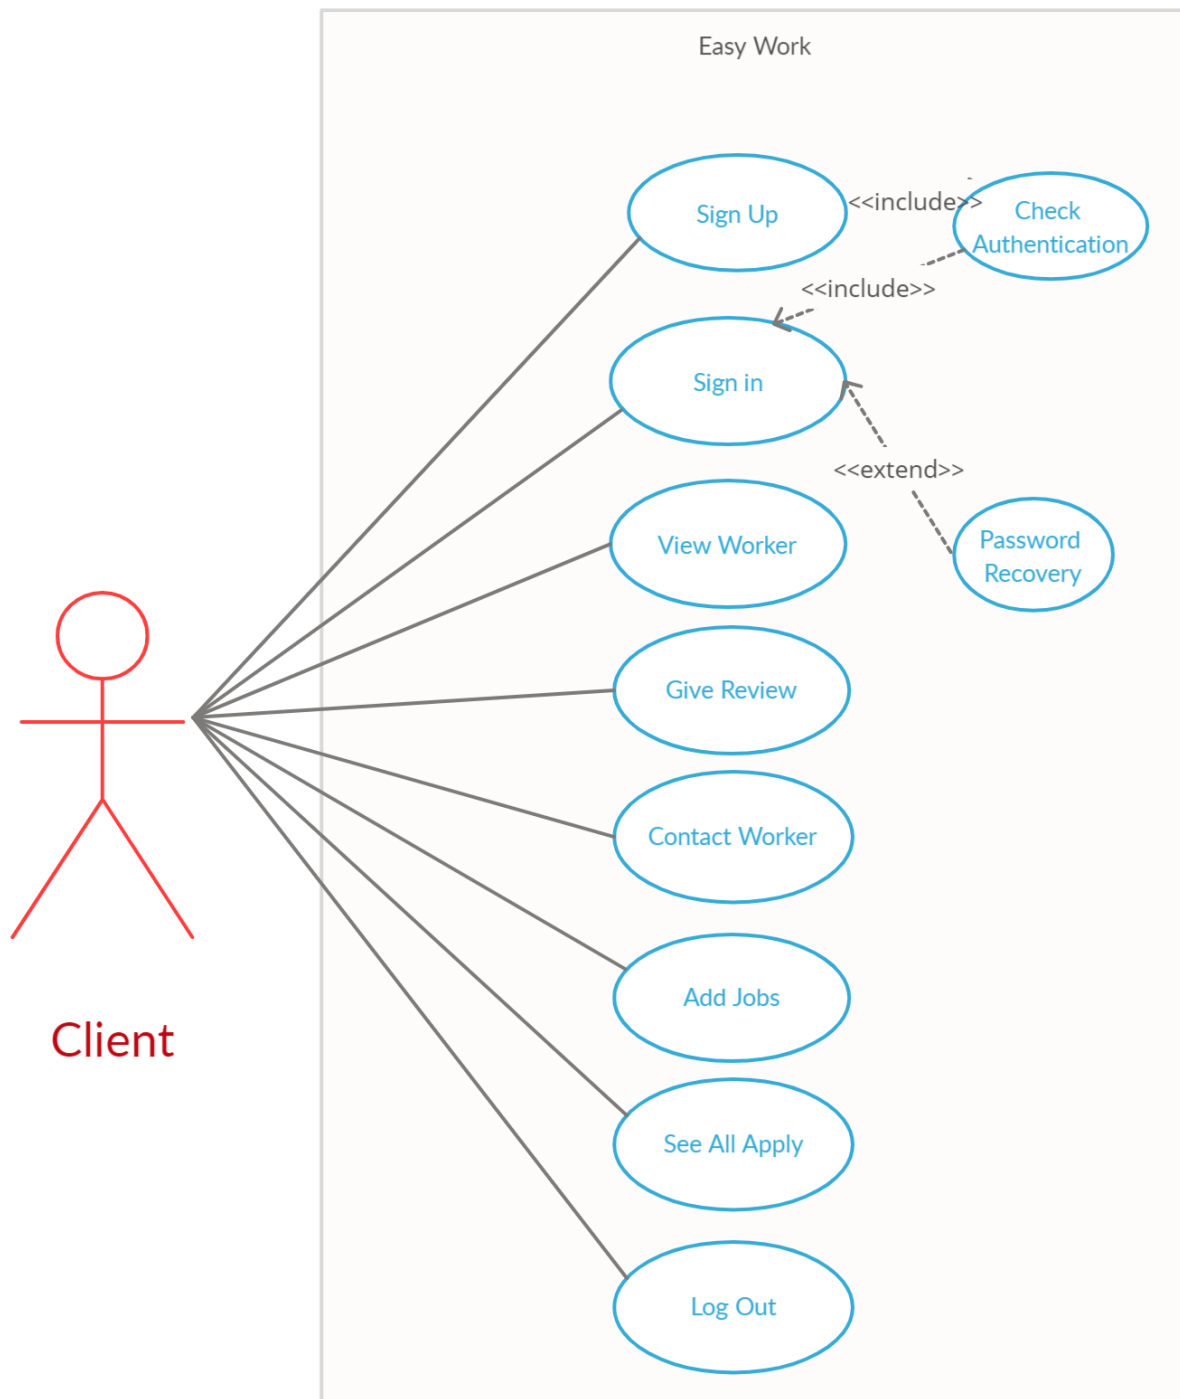 Easy Work
Sign Up
<<include>>
Check
Authentication
<<include>>
Sign in
<<extend>>
Password
Recovery
View Worker
Give Review
Contact Worker
Add Jobs
Client
See All Apply
Log Out